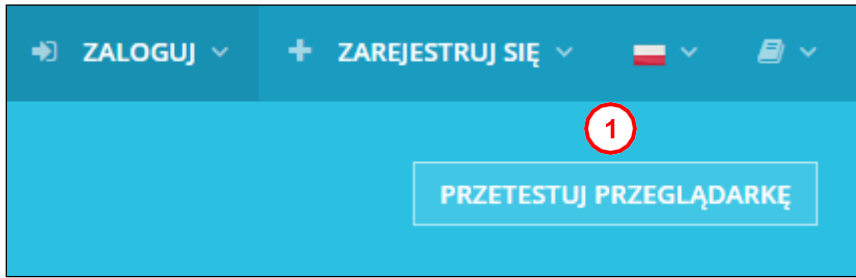 ZALOGUJ ZAREJESTRUJ SIĘ
1
PRZETESTUJ PRZEGLĄDARKĘ